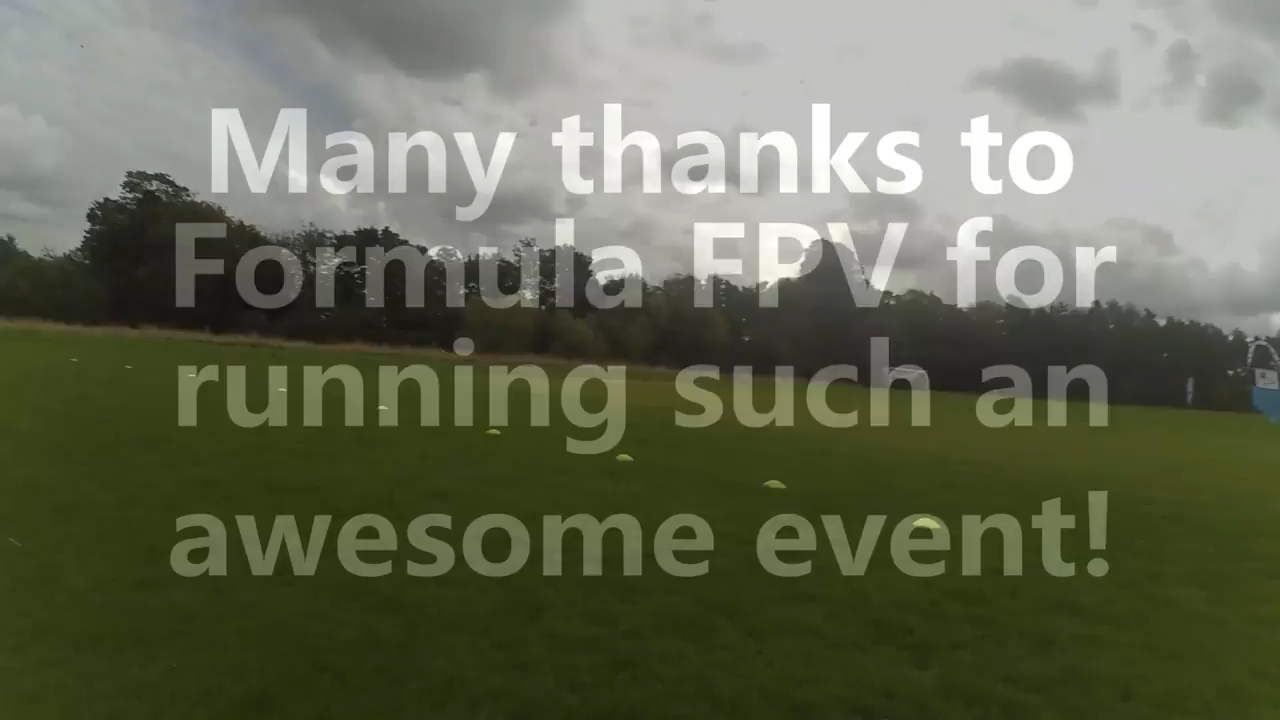 Many thanks to
Formula FPV for
running such an
awesome event!